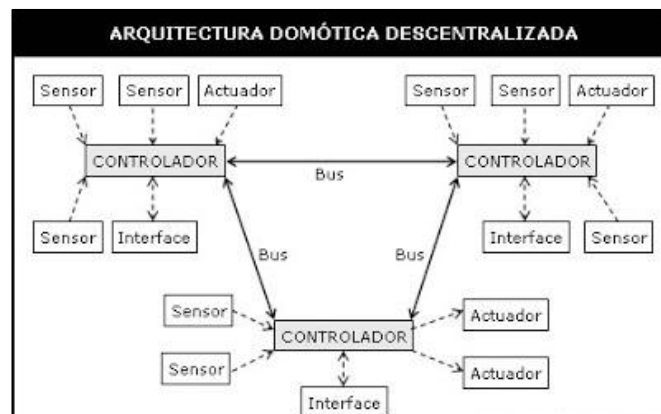 ARQUITECTURA DOMÓTICA DESCENTRALIZADA
Sensor Sensor Actuador Sensor Sensor Actuador
CONTROLADOR CONTROLADOR
Bus
Sensor Interface Interface Sensor
Bus Bus
Sensor Actuador
CONTROLADOR
Sensor Actuador
Interface